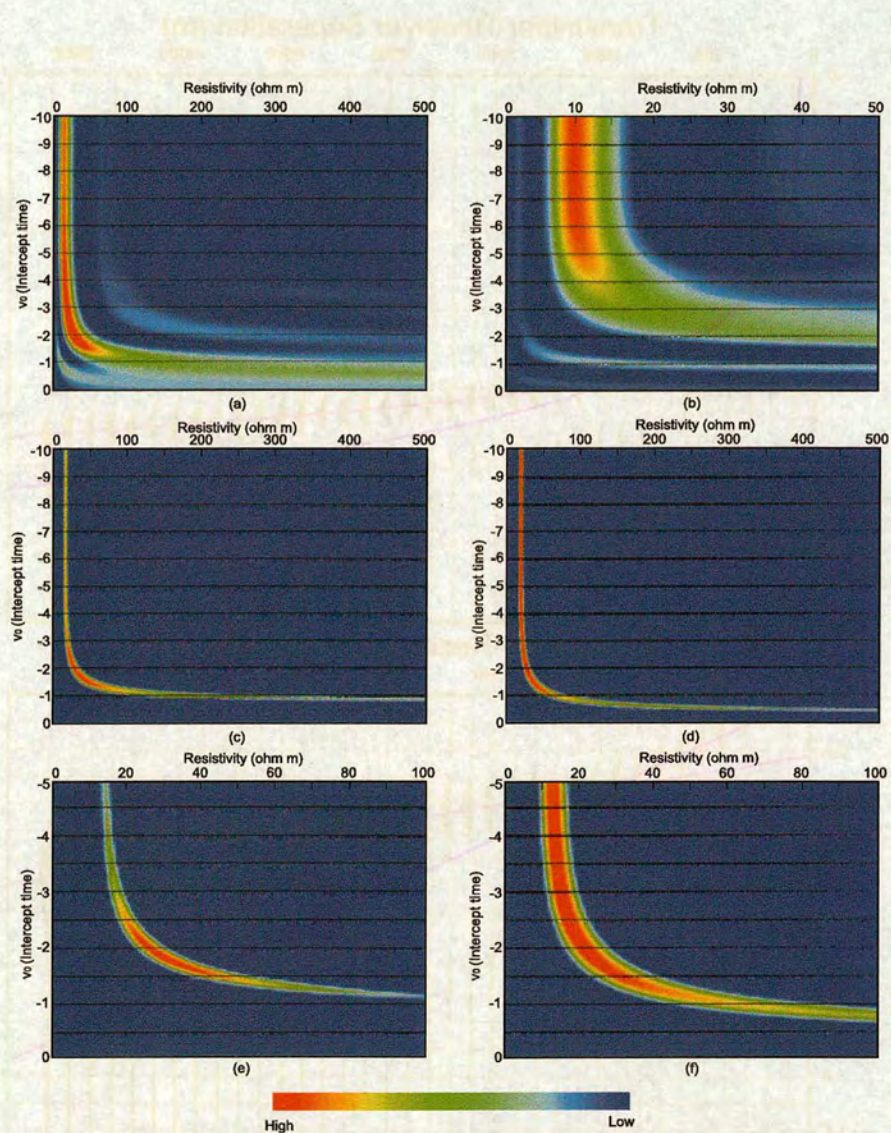 Resistivity (ohm m)
0 100 200 300 400 500
-10
-9
-8
-7
-6
-5
-4
-3
-2
-1
0
v₀ (Intercept time)
(a)
Resistivity (ohm m)
0 10 20 30 40 50
-10
-9
-8
-7
-6
-5
-4
-3
-2
-1
0
v₀ (Intercept time)
(b)
Resistivity (ohm m)
0 100 200 300 400 500
-10
-9
-8
-7
-6
-5
-4
-3
-2
-1
0
v₀ (Intercept time)
(c)
Resistivity (ohm m)
0 100 200 300 400 500
-10
-9
-8
-7
-6
-5
-4
-3
-2
-1
0
v₀ (Intercept time)
(d)
Resistivity (ohm m)
0 20 40 60 80 100
-5
-4
-3
-2
-1
0
v₀ (Intercept time)
(e)
Resistivity (ohm m)
0 20 40 60 80 100
-5
-4
-3
-2
-1
0
v₀ (Intercept time)
(f)
High Low